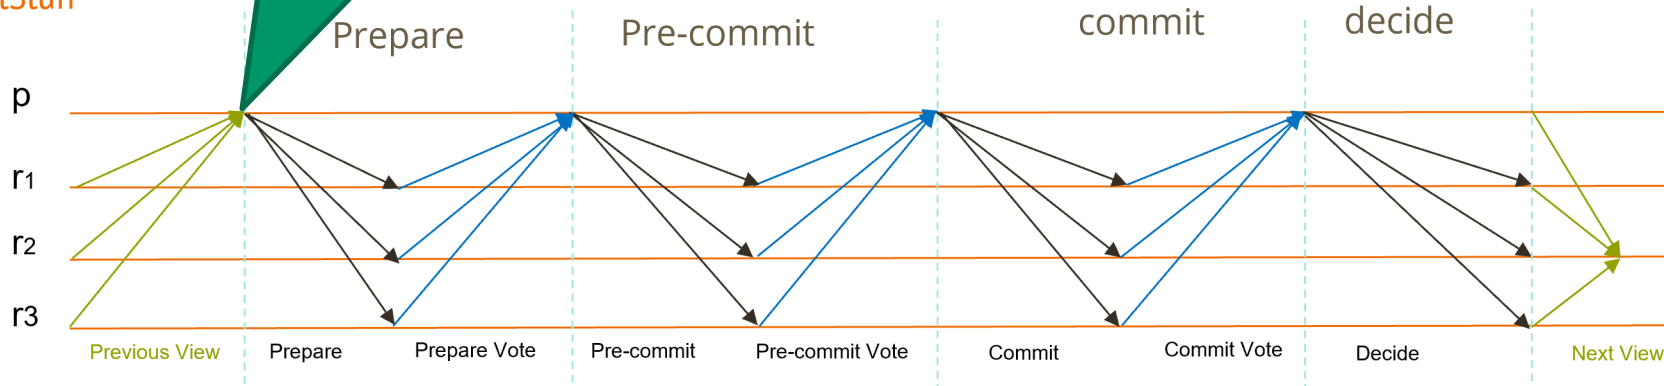 Prepare
Pre-commit
commit
decide
p
r1
r2
r3
Previous View
Prepare
Prepare Vote
Pre-commit
Pre-commit Vote
Commit
Commit Vote
Decide
Next View